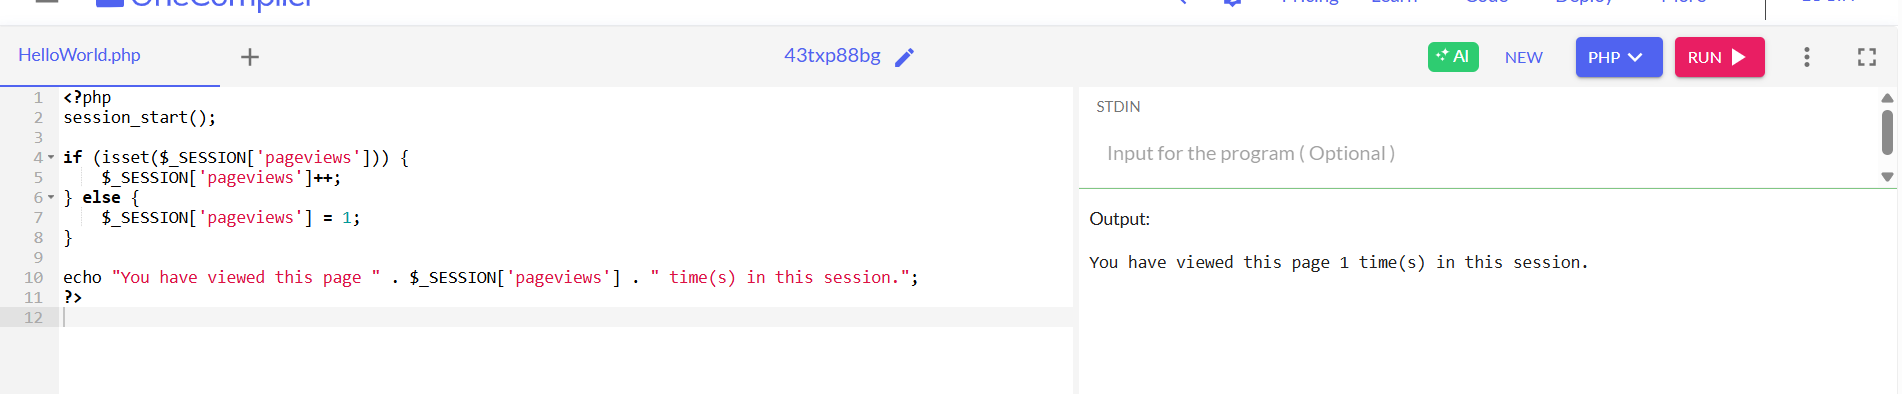 HelloWorld.php
+
43txp88bg
AI
NEW
PHP
RUN
1 <?php
2 session_start();
3
4 if (isset($_SESSION['pageviews'])) {
5     $_SESSION['pageviews']++;
6 } else {
7     $_SESSION['pageviews'] = 1;
8 }
9
10 echo "You have viewed this page " . $_SESSION['pageviews'] . " time(s) in this session.";
11 ?>
12
STDIN
Input for the program ( Optional )
Output:
You have viewed this page 1 time(s) in this session.